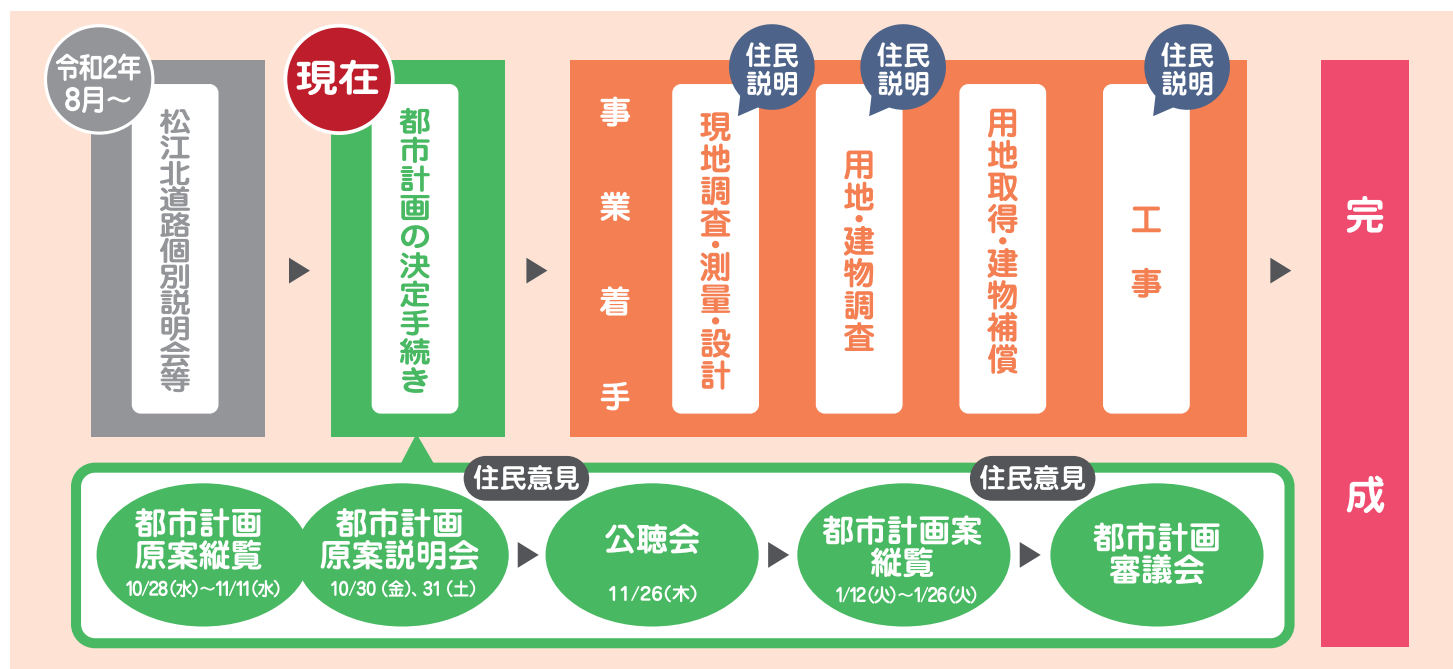 令和2年
8月～
松江北道路個別説明会等
現在
都市計画の決定手続き
事業着手
住民
説明
現地調査・測量・設計
住民
説明
用地・建物調査
用地取得・建物補償
住民
説明
工事
完成
都市計画
原案縦覧
10/28(水)～11/11(水)
都市計画
原案説明会
10/30(金)、31(土)
住民意見
公聴会
11/26(木)
都市計画案
縦覧
1/12(火)～1/26(火)
住民意見
都市計画
審議会